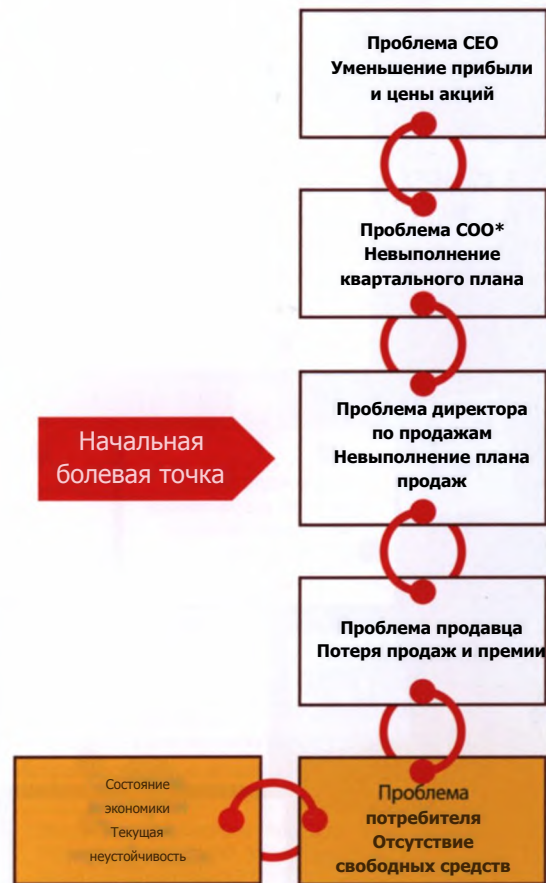 Проблема CEO
Уменьшение прибыли
и цены акций
Проблема COO*
Невыполнение
квартального плана
Начальная
болевая точка
Проблема директора
по продажам
Невыполнение плана
продаж
Проблема продавца
Потеря продаж и премии
Состояние
экономики
Текущая
неустойчивость
Проблема
потребителя
Отсутствие
свободных средств